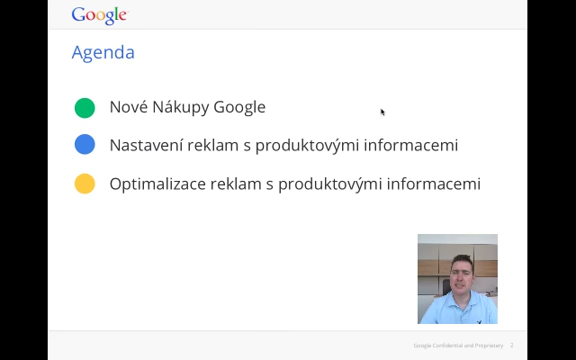 Google
Agenda
Nové Nákupy Google
Nastavení reklam s produktovými informacemi
Optimalizace reklam s produktovými informacemi
Google Confidential and Proprietary 2